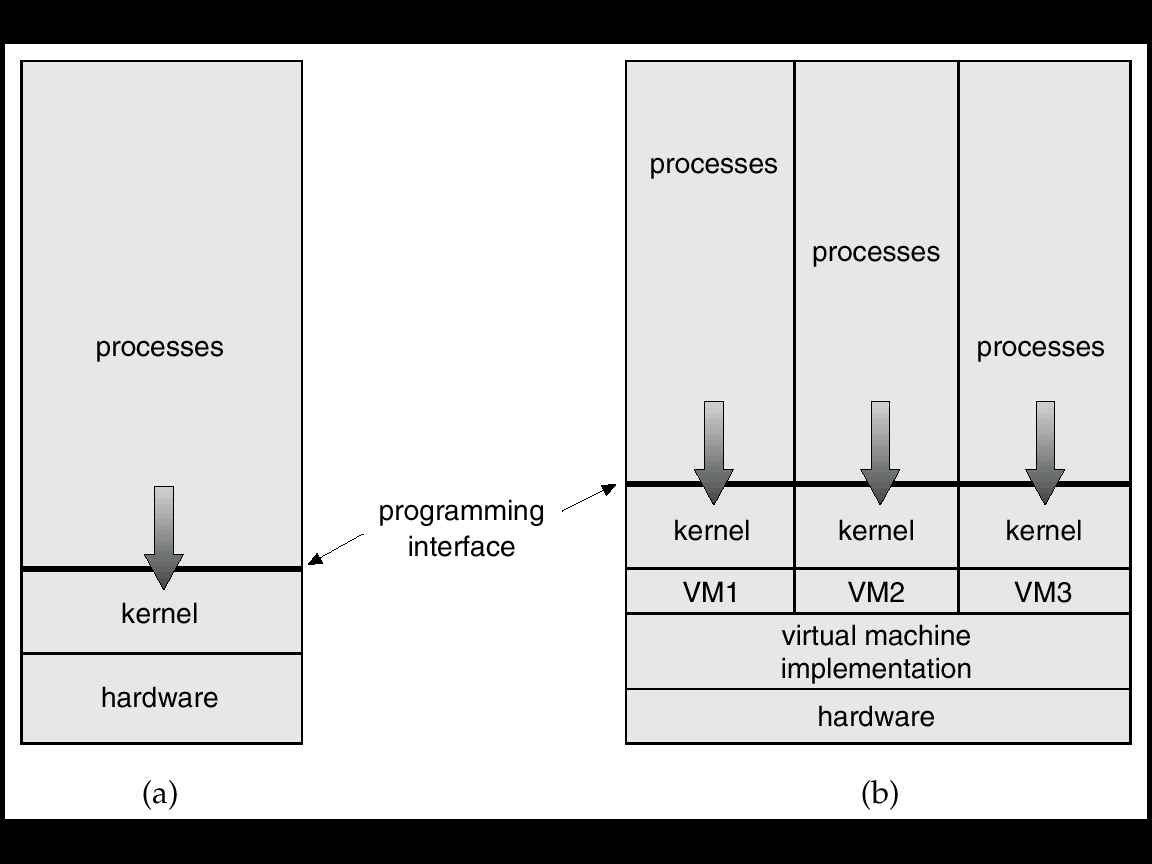 processes
kernel
hardware
(a)
programming
interface
processes
processes
processes
kernel
kernel
kernel
VM1
VM2
VM3
virtual machine
implementation
hardware
(b)